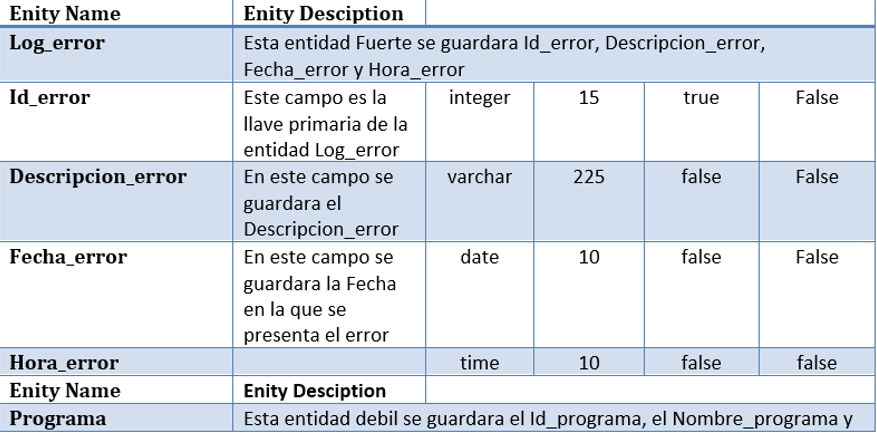 Enity Name Enity Desciption
Log_error Esta entidad Fuerte se guardara Id_error, Descripcion_error,
Fecha_error y Hora_error
Id_error Este campo es la integer 15 true False
llave primaria de la
entidad Log_error
Descripcion_error En este campo se varchar 225 false False
guardara el
Descripcion_error
Fecha_error En este campo se date 10 false False
guardara la Fecha
en la que se
presenta el error
Hora_error time 10 false false
Enity Name Enity Desciption
Programa Esta entidad debil se guardara el Id_programa, el Nombre_programa y